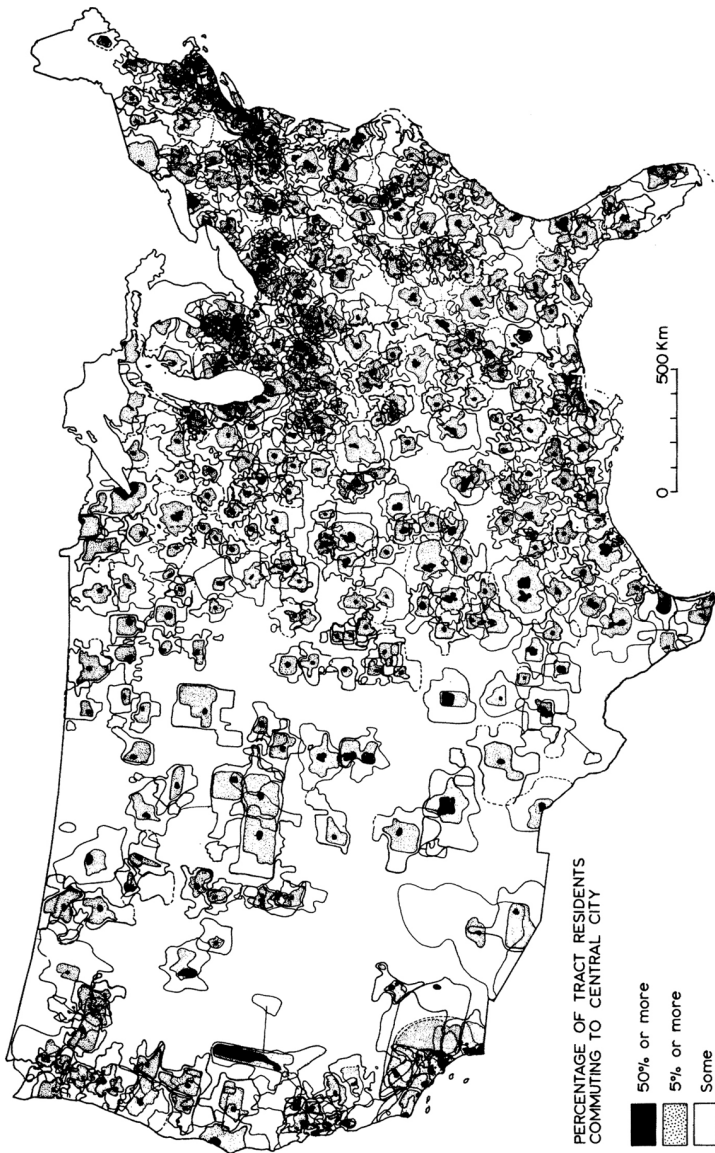 0 500 Km
PERCENTAGE OF TRACT RESIDENTS
COMMUTING TO CENTRAL CITY
50% or more
5% or more
Some